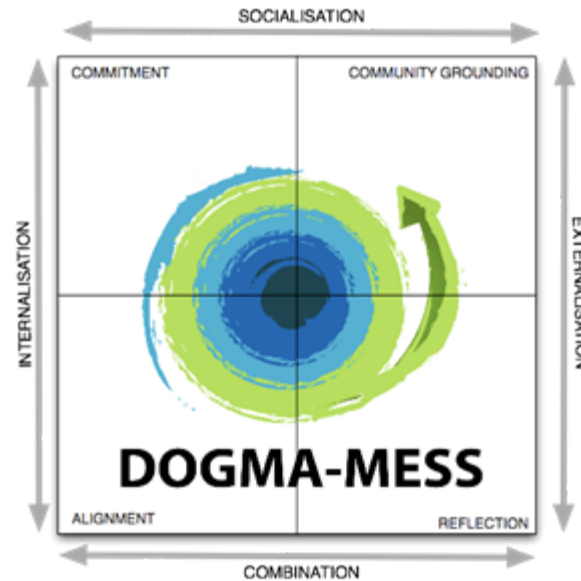 SOCIALISATION
COMMITMENT
COMMUNITY GROUNDING
INTERNALISATION
EXTERNALISATION
DOGMA-MESS
ALIGNMENT
REFLECTION
COMBINATION